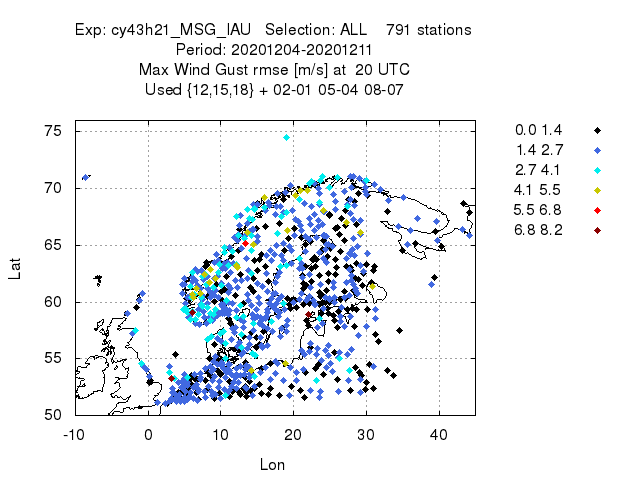 Exp: cy43h21_MSG_IAU Selection: ALL 791 stations
Period: 20201204-20201211
Max Wind Gust rmse [m/s] at 20 UTC
Used {12,15,18} + 02-01 05-04 08-07
75
70
65
60
55
50
-10 0 10 20 30 40
Lat
Lon
0.0 1.4
1.4 2.7
2.7 4.1
4.1 5.5
5.5 6.8
6.8 8.2